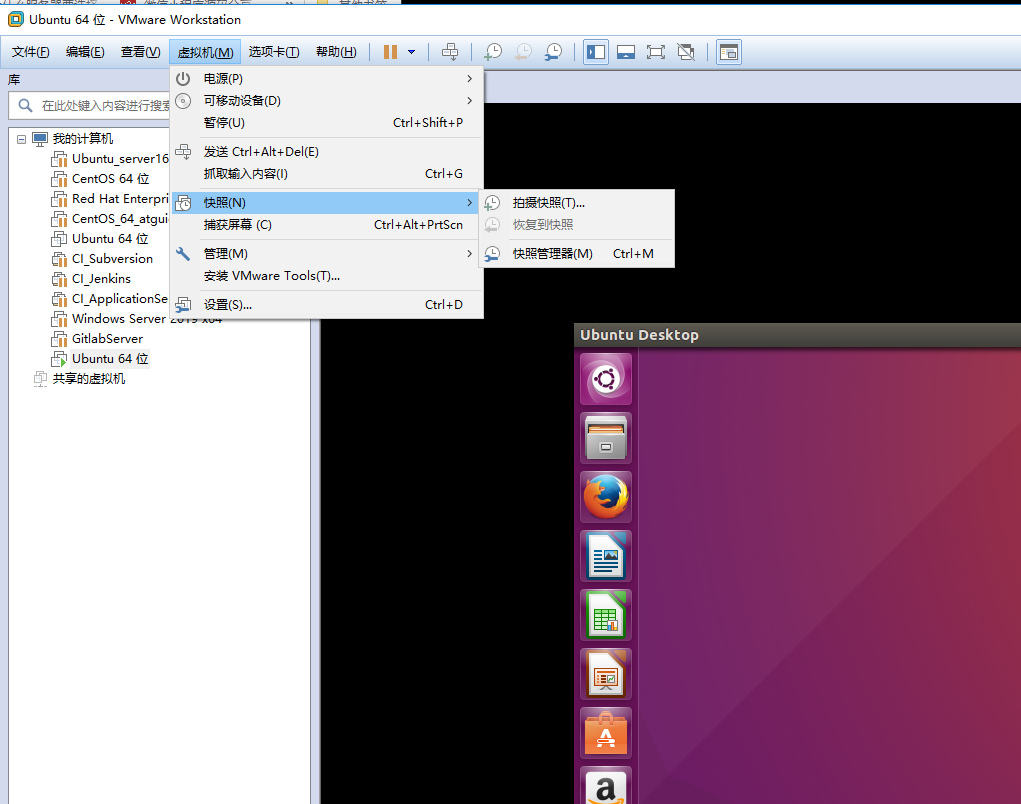 Ubuntu 64 位 - VMware Workstation
文件(F) 编辑(E) 查看(V) 虚拟机(M) 选项卡(T) 帮助(H)
库
在此处键入内容进行搜索
我的计算机
Ubuntu_server16
CentOS 64 位
Red Hat Enterpri
CentOS_64_atgui
Ubuntu 64 位
CI_Subversion
CI_Jenkins
CI_ApplicationSe
Windows Server 2019 x64
GitlabServer
Ubuntu 64 位
共享的虚拟机
电源(P)
可移动设备(D)
暂停(U) Ctrl+Shift+P
发送 Ctrl+Alt+Del(E)
抓取输入内容(I) Ctrl+G
快照(N)
捕获屏幕 (C) Ctrl+Alt+PrtScn
管理(M)
安装 VMware Tools(T)...
设置(S)... Ctrl+D
拍摄快照(T)...
恢复到快照
快照管理器(M) Ctrl+M
Ubuntu Desktop